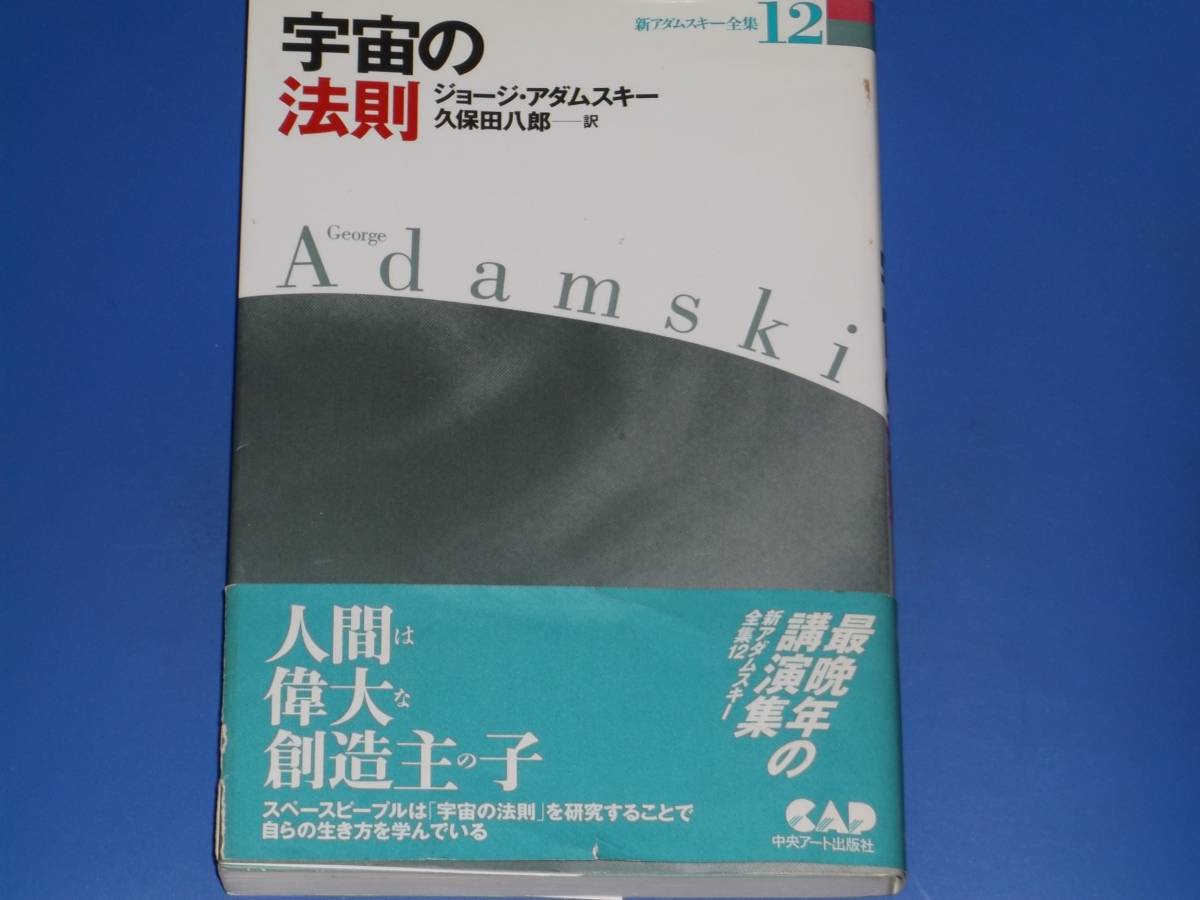 新アダムスキー全集12
宇宙の
法則
ジョージ・アダムスキー
久保田八郎——訳
George
Adamski
人間は
偉大な
創造主の子
スペースピープルは「宇宙の法則」を研究することで
自らの生き方を学んでいる
最晩年の
講演集
新アダムスキー
全集12
CAP
中央アート出版社